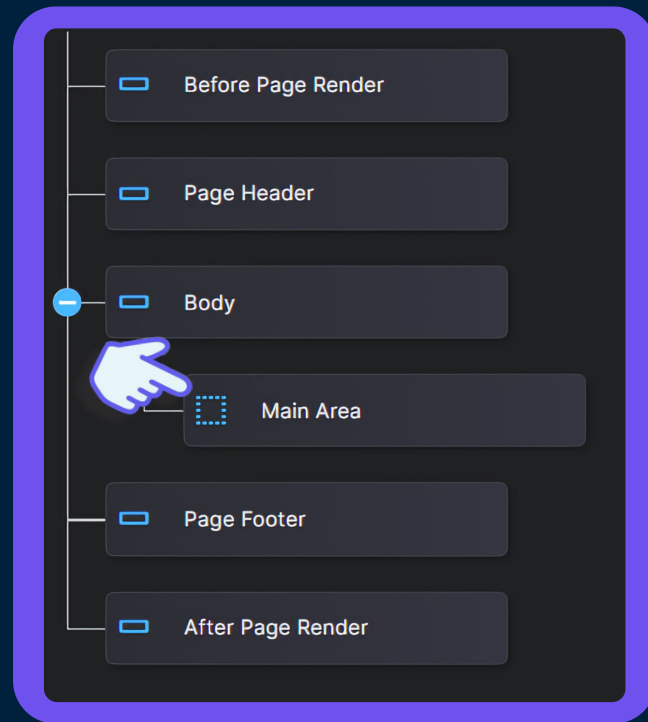 Before Page Render
Page Header
Body
Main Area
Page Footer
After Page Render